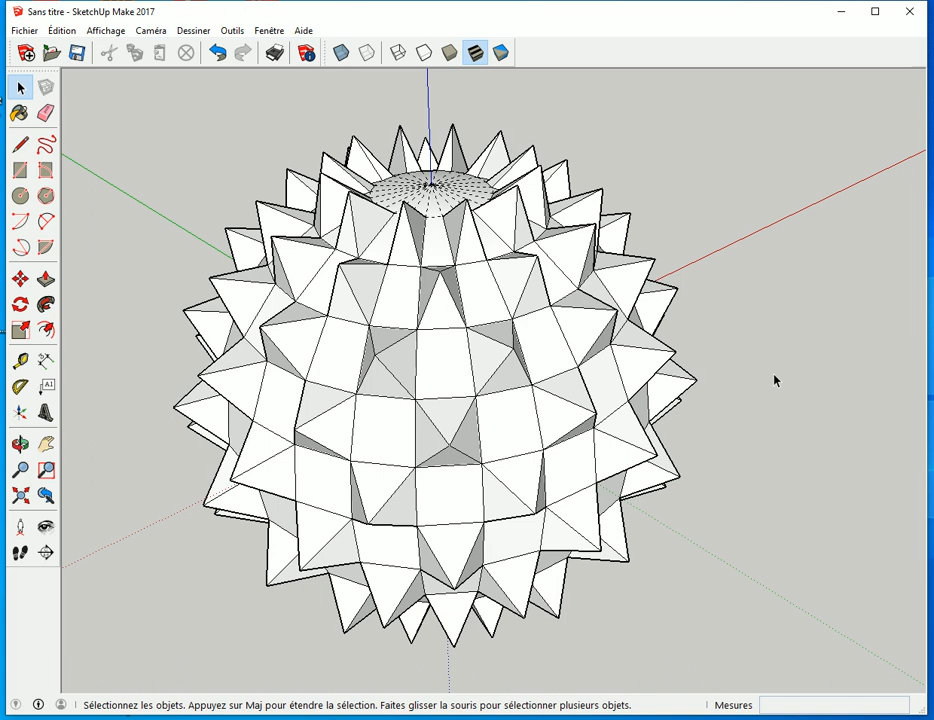 Sans titre - SketchUp Make 2017
Fichier Édition Affichage Caméra Dessiner Outils Fenêtre Aide
A1
Sélectionnez les objets. Appuyez sur Maj pour étendre la sélection. Faites glisser la souris pour sélectionner plusieurs objets. Mesures